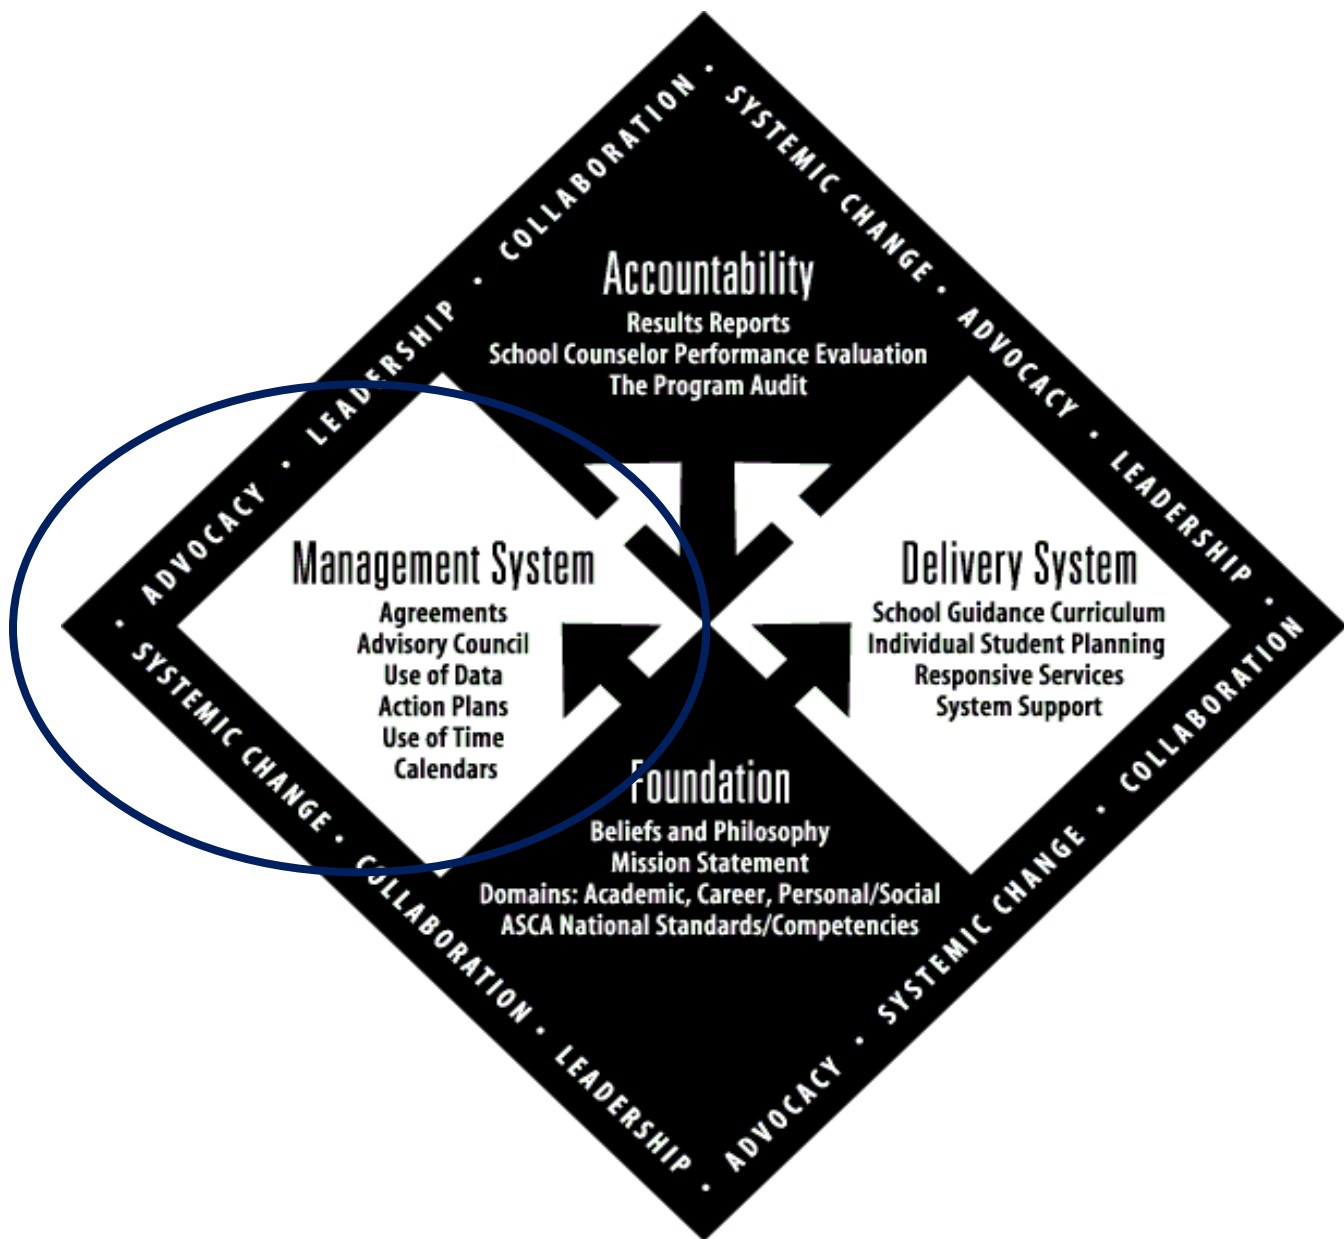 COLLABORATION • SYSTEMIC CHANGE • ADVOCACY • LEADERSHIP •
• ADVOCACY • LEADERSHIP •
Accountability
Results Reports
School Counselor Performance Evaluation
The Program Audit
Management System
Agreements
Advisory Council
Use of Data
Action Plans
Use of Time
Calendars
Delivery System
School Guidance Curriculum
Individual Student Planning
Responsive Services
System Support
Foundation
Beliefs and Philosophy
Mission Statement
Domains: Academic, Career, Personal/Social
ASCA National Standards/Competencies
SYSTEMIC CHANGE • COLLABORATION • LEADERSHIP •
ADVOCACY • SYSTEMIC CHANGE • COLLABORATION